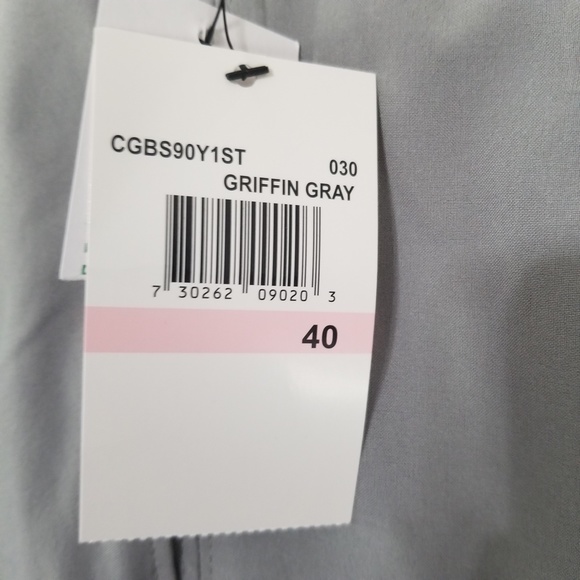 CGBS90Y1ST 030
GRIFFIN GRAY
7 30262 09020 3
40